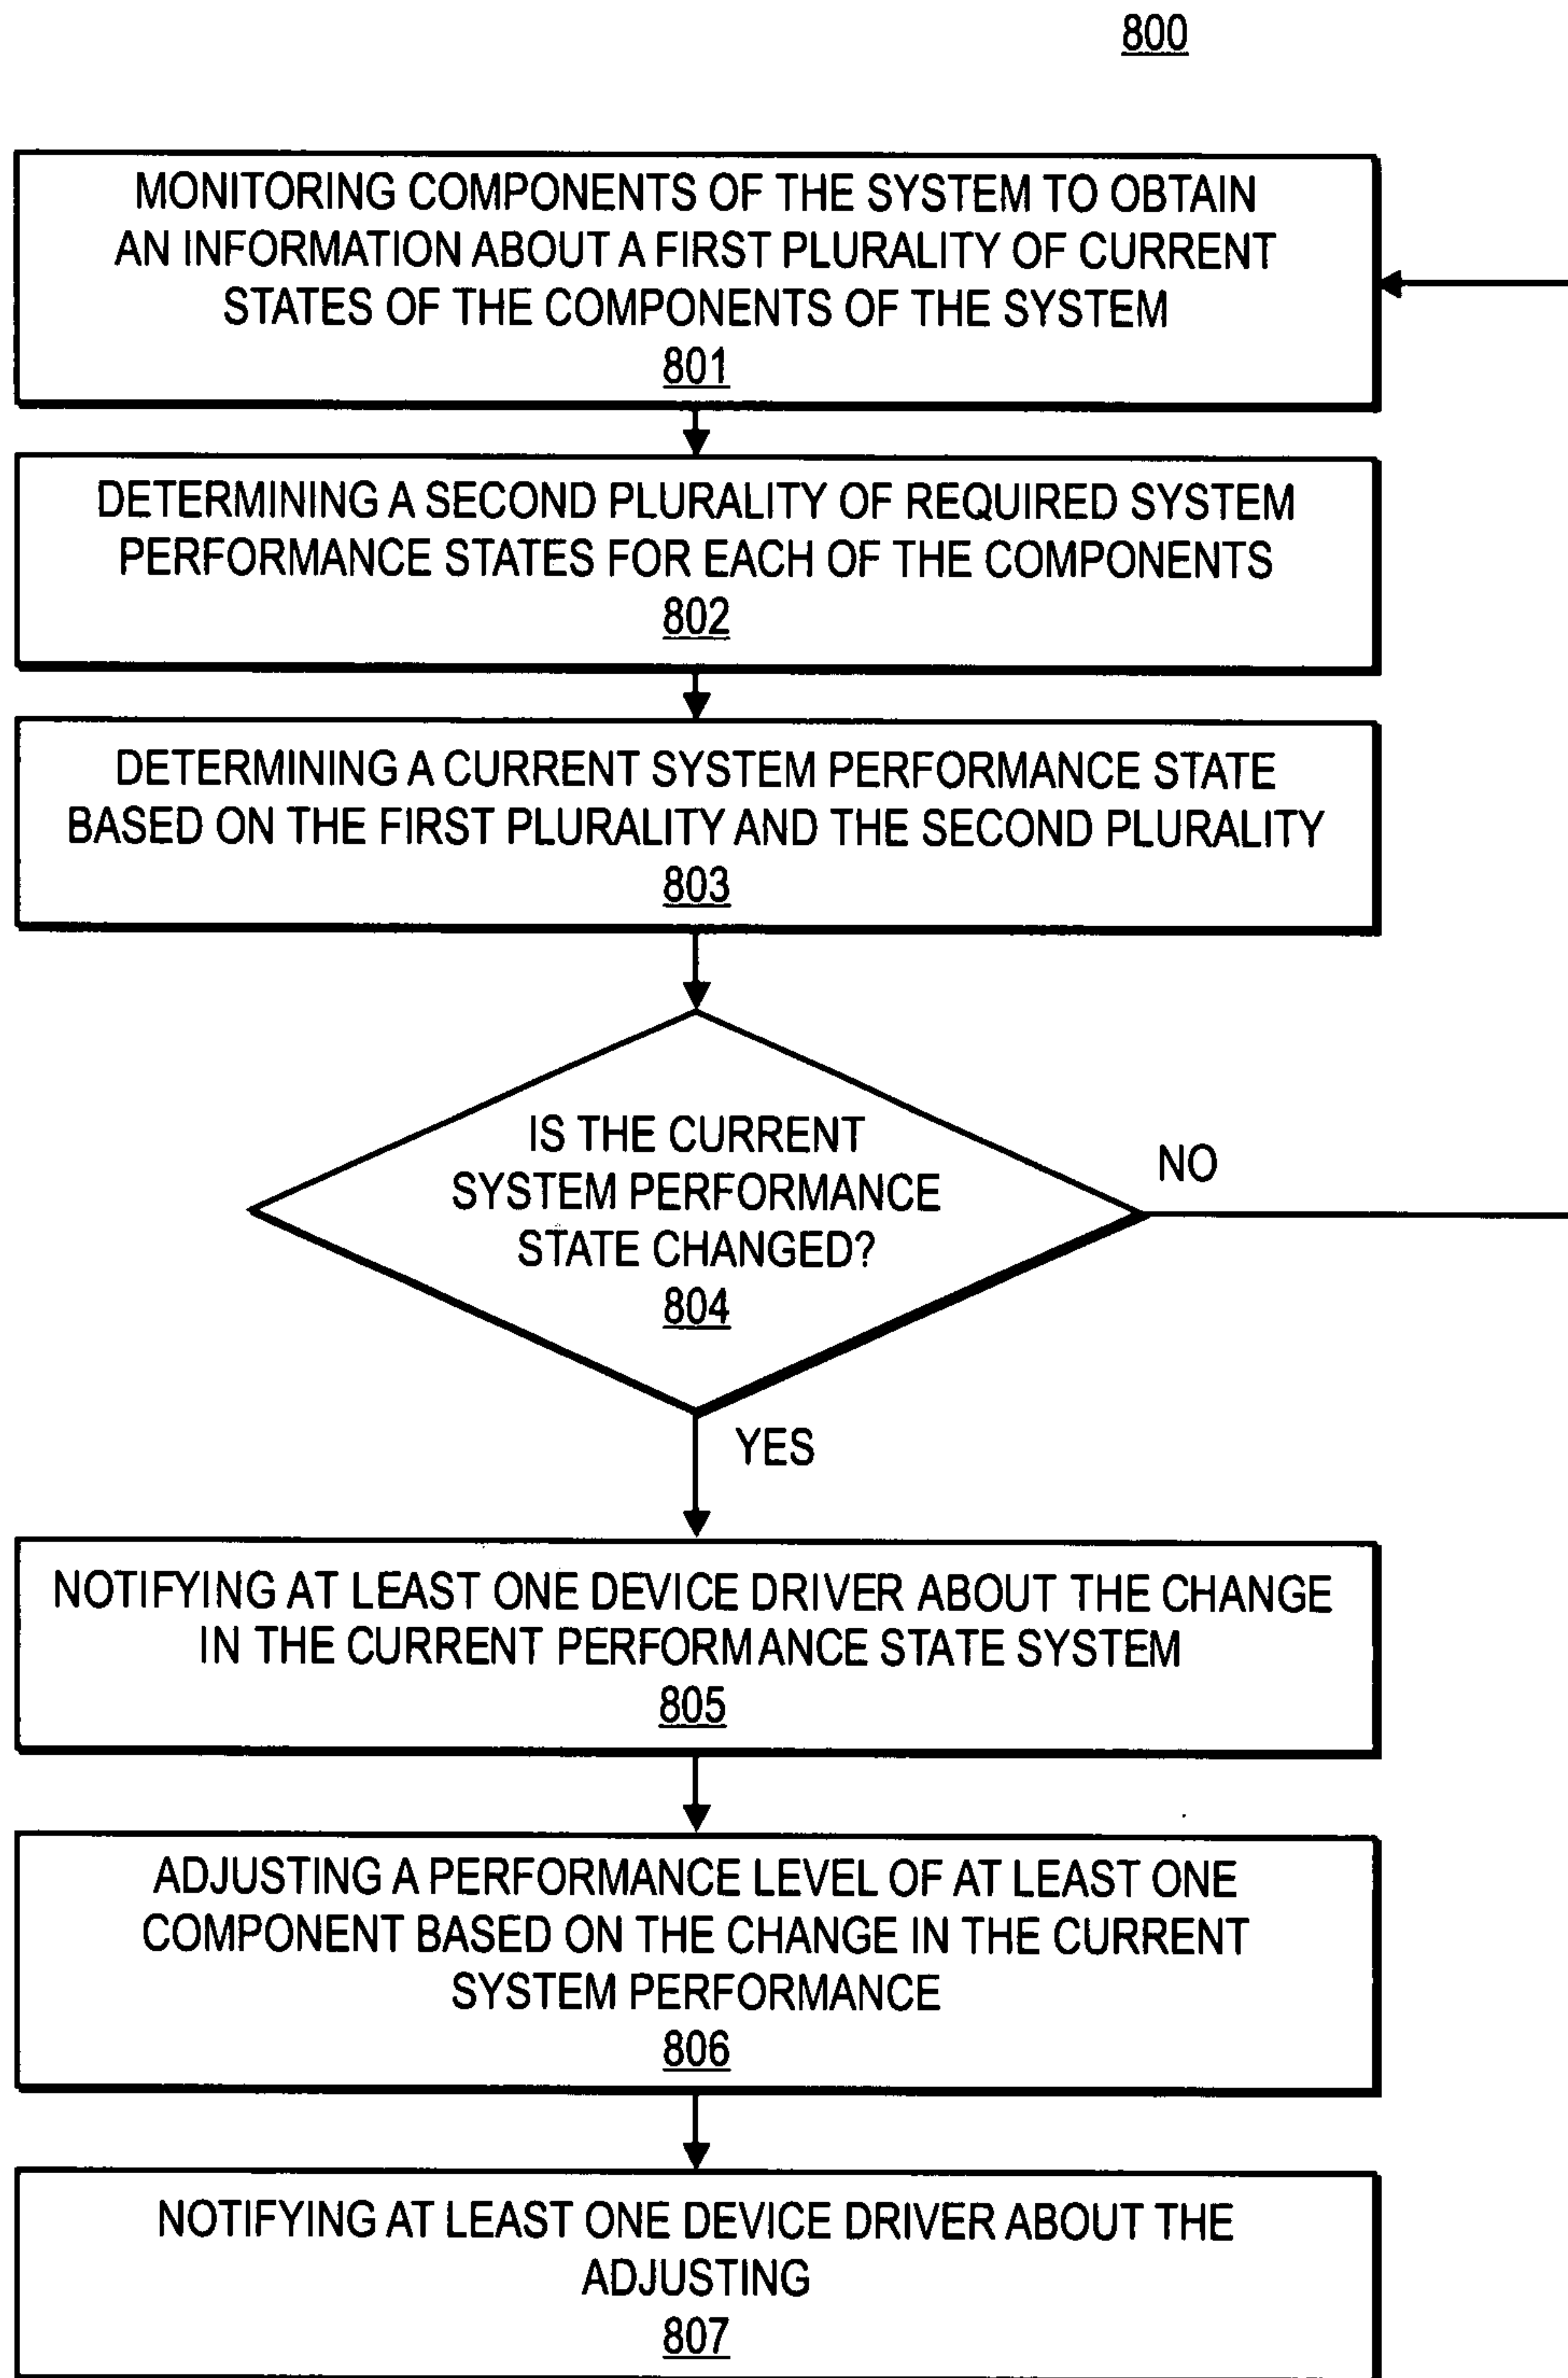 800
MONITORING COMPONENTS OF THE SYSTEM TO OBTAIN
AN INFORMATION ABOUT A FIRST PLURALITY OF CURRENT
STATES OF THE COMPONENTS OF THE SYSTEM
801
DETERMINING A SECOND PLURALITY OF REQUIRED SYSTEM
PERFORMANCE STATES FOR EACH OF THE COMPONENTS
802
DETERMINING A CURRENT SYSTEM PERFORMANCE STATE
BASED ON THE FIRST PLURALITY AND THE SECOND PLURALITY
803
IS THE CURRENT
SYSTEM PERFORMANCE
STATE CHANGED?
804
NO
YES
NOTIFYING AT LEAST ONE DEVICE DRIVER ABOUT THE CHANGE
IN THE CURRENT PERFORMANCE STATE SYSTEM
805
ADJUSTING A PERFORMANCE LEVEL OF AT LEAST ONE
COMPONENT BASED ON THE CHANGE IN THE CURRENT
SYSTEM PERFORMANCE
806
NOTIFYING AT LEAST ONE DEVICE DRIVER ABOUT THE
ADJUSTING
807